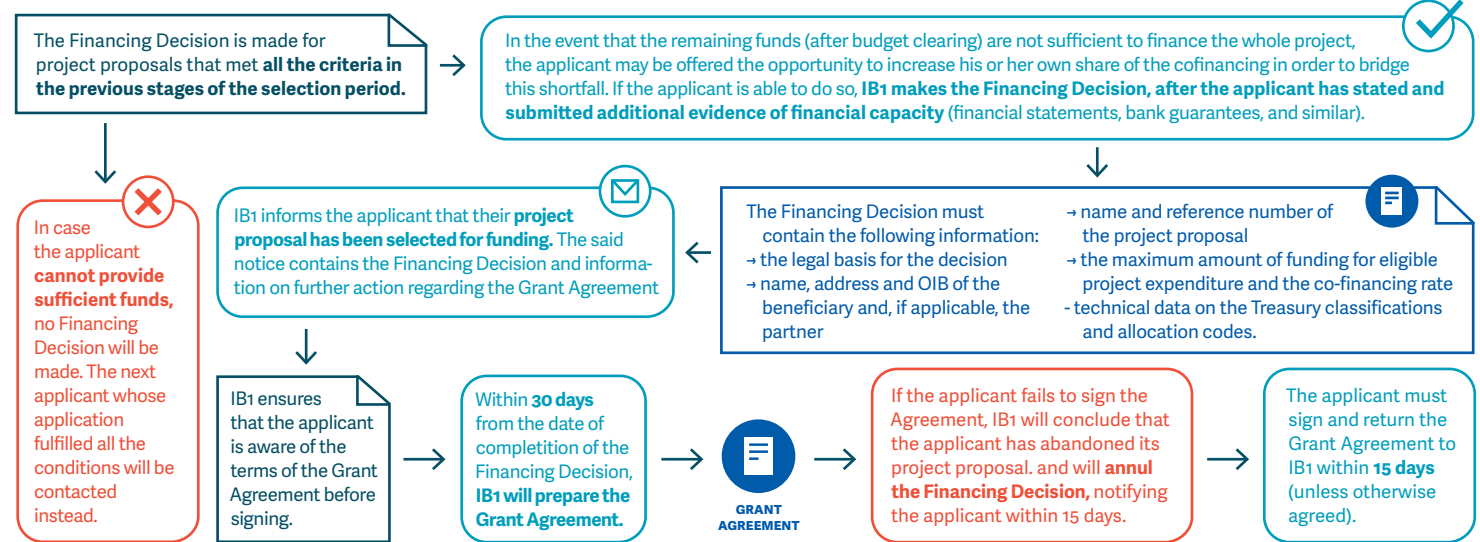 The Financing Decision is made for
project proposals that met all the criteria in
the previous stages of the selection period.
In the event that the remaining funds (after budget clearing) are not sufficient to finance the whole project,
the applicant may be offered the opportunity to increase his or her own share of the cofinancing in order to bridge
this shortfall. If the applicant is able to do so, IB1 makes the Financing Decision, after the applicant has stated and
submitted additional evidence of financial capacity (financial statements, bank guarantees, and similar).
In case
the applicant
cannot provide
sufficient funds,
no Financing
Decision will be
made. The next
applicant whose
application
fulfilled all the
conditions will be
contacted
instead.
IB1 informs the applicant that their project
proposal has been selected for funding. The said
notice contains the Financing Decision and informa-
tion on further action regarding the Grant Agreement
The Financing Decision must
contain the following information:
→ the legal basis for the decision
→ name, address and OIB of the
beneficiary and, if applicable, the
partner
→ name and reference number of
the project proposal
→ the maximum amount of funding for eligible
project expenditure and the co-financing rate
- technical data on the Treasury classifications
and allocation codes.
IB1 ensures
that the applicant
is aware of the
terms of the Grant
Agreement before
signing.
Within 30 days
from the date of
completition of the
Financing Decision,
IB1 will prepare the
Grant Agreement.
GRANT
AGREEMENT
If the applicant fails to sign the
Agreement, IB1 will conclude that
the applicant has abandoned its
project proposal. and will annul
the Financing Decision, notifying
the applicant within 15 days.
The applicant must
sign and return the
Grant Agreement to
IB1 within 15 days
(unless otherwise
agreed).